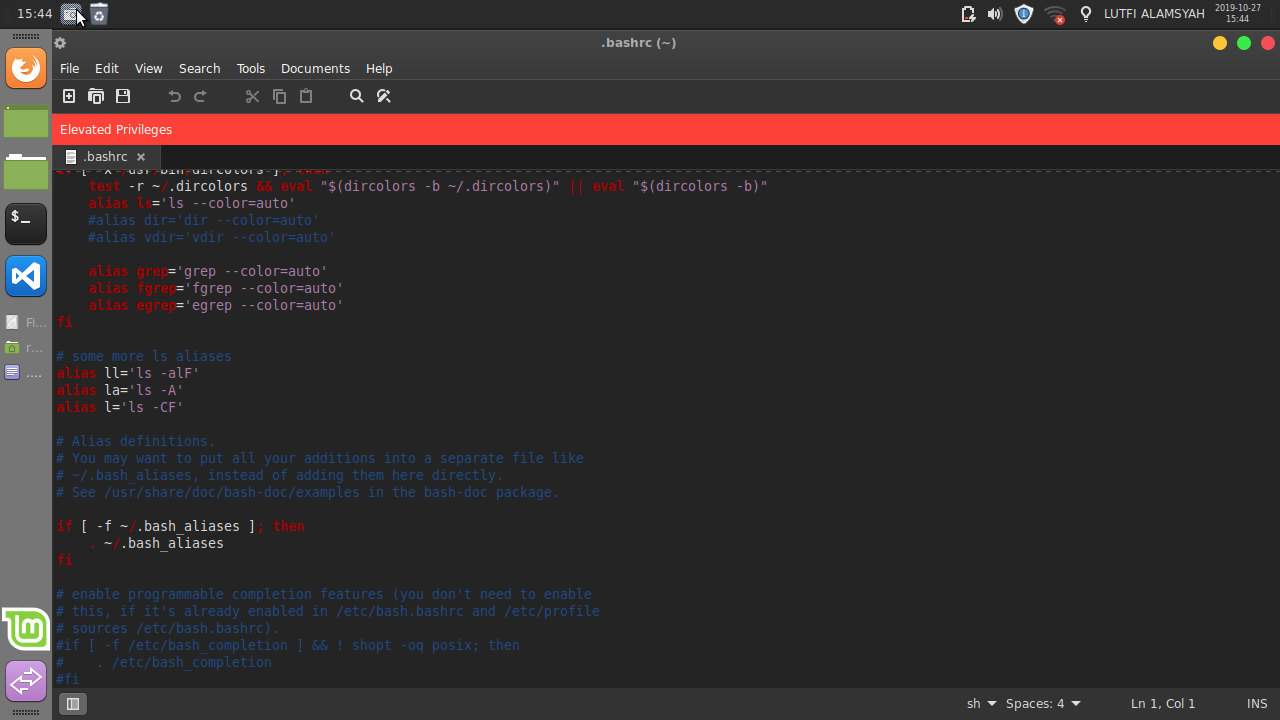 15:44
LUTFI ALAMSYAH
2019-10-27
15:44
.bashrc (~)
File Edit View Search Tools Documents Help
Elevated Privileges
.bashrc
if [ -x /usr/bin/dircolors ]; then
    test -r ~/.dircolors && eval "$(dircolors -b ~/.dircolors)" || eval "$(dircolors -b)"
    alias ls='ls --color=auto'
    #alias dir='dir --color=auto'
    #alias vdir='vdir --color=auto'
    alias grep='grep --color=auto'
    alias fgrep='fgrep --color=auto'
    alias egrep='egrep --color=auto'
fi
# some more ls aliases
alias ll='ls -alF'
alias la='ls -A'
alias l='ls -CF'
# Alias definitions.
# You may want to put all your additions into a separate file like
# ~/.bash_aliases, instead of adding them here directly.
# See /usr/share/doc/bash-doc/examples in the bash-doc package.
if [ -f ~/.bash_aliases ]; then
    . ~/.bash_aliases
fi
# enable programmable completion features (you don't need to enable
# this, if it's already enabled in /etc/bash.bashrc and /etc/profile
# sources /etc/bash.bashrc).
#if [ -f /etc/bash_completion ] && ! shopt -oq posix; then
#    . /etc/bash_completion
#fi
$_
Fi...
r...
....
sh
Spaces: 4
Ln 1, Col 1
INS